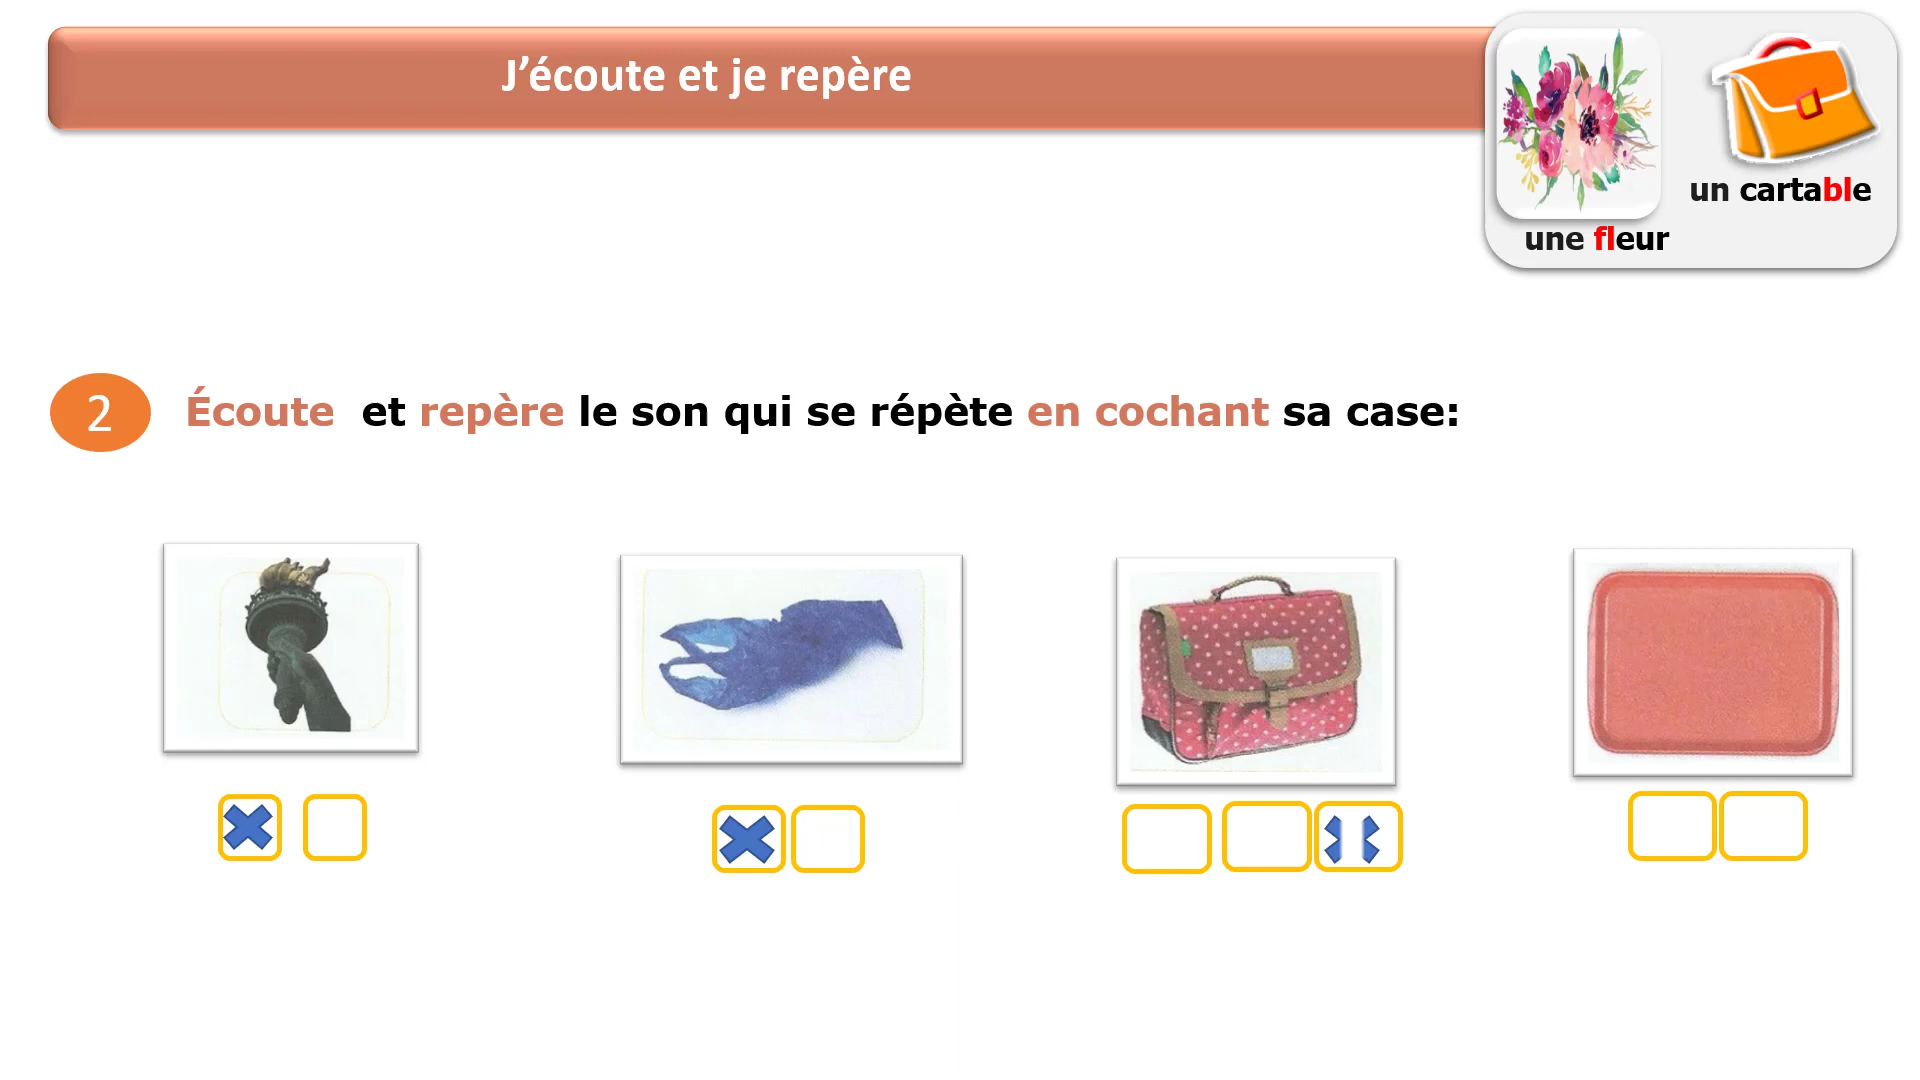 J’écoute et je repère
un cartable
une fleur
2
Écoute et repère le son qui se répète en cochant sa case: